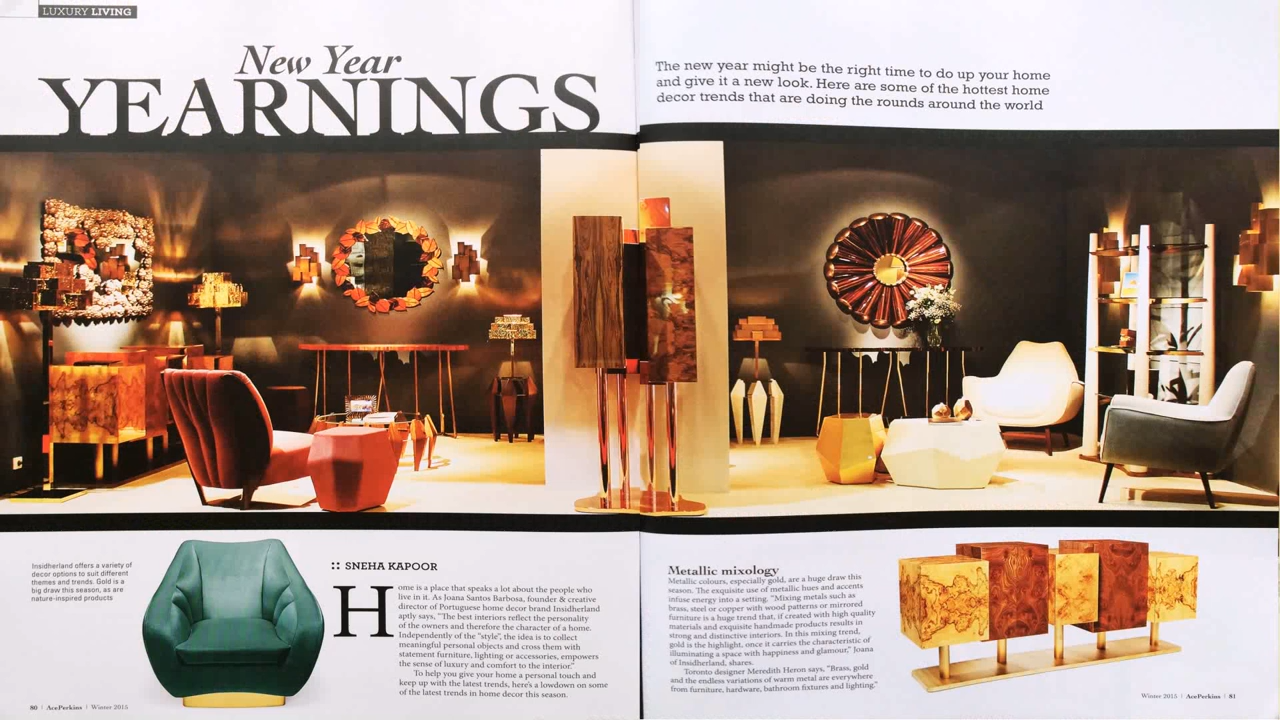 LUXURY LIVING
New Year
YEARNINGS
The new year might be the right time to do up your home
and give it a new look. Here are some of the hottest home
decor trends that are doing the rounds around the world
Insidherland offers a variety of
decor options to suit different
themes and trends. Gold is a
big draw this season, as are
nature-inspired products
:: SNEHA KAPOOR
Home is a place that speaks a lot about the people who
live in it. As Joana Santos Barbosa, founder & creative
director of Portuguese home decor brand Insidherland
aptly says, "The best interiors reflect the personality
of the owners and therefore the character of a home.
Independently of the "style", the idea is to collect
meaningful personal objects and cross them with
statement furniture, lighting or accessories, empowers
the sense of luxury and comfort to the interior."
To help you give your home a personal touch and
keep up with the latest trends, here's a lowdown on some
of the latest trends in home decor this season.
80 | AcePerkins | Winter 2015
Metallic mixology
Metallic colours, especially gold, are a huge draw this
season. The exquisite use of metallic hues and accents
infuse energy into a setting. "Mixing metals such as
brass, steel or copper with wood patterns or mirrored
furniture is a huge trend that, if created with high quality
materials and exquisite handmade products results in
strong and distinctive interiors. In this mixing trend,
gold is the highlight, once it carries the characteristic of
illuminating a space with happiness and glamour," Joana
of Insidherland, shares.
Toronto designer Meredith Heron says, "Brass, gold
and the endless variations of warm metal are everywhere
from furniture, hardware, bathroom fixtures and lighting."
Winter 2015 | AcePerkins | 81